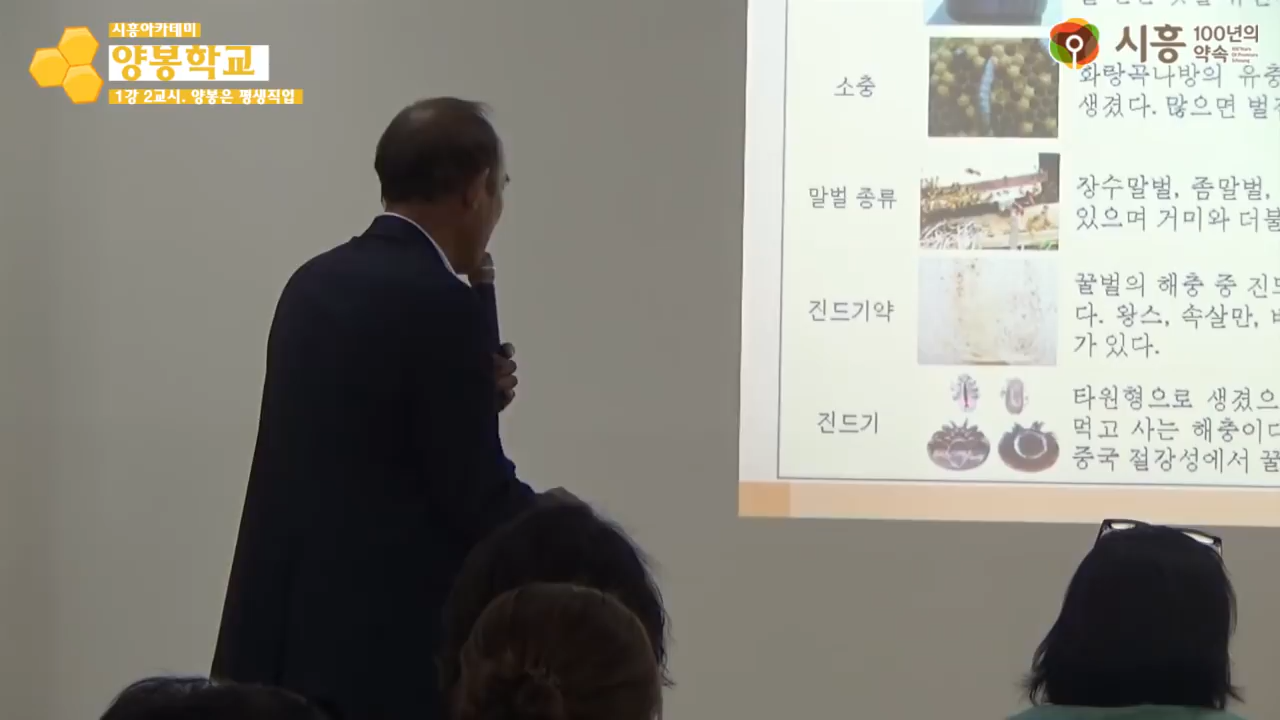 시흥아카데미
양봉학교
1강 2교시. 양봉은 평생직업
시흥 100년의 약속
소충
화랑곡나방의 유충
생겼다. 많으면 벌
말벌 종류
장수말벌, 좀말벌,
있으며 거미와 더불
진드기약
꿀벌의 해충 중 진드
다. 왕스, 속살만,
가 있다.
진드기
타원형으로 생겼으
먹고 사는 해충이다
중국 절강성에서 꿀